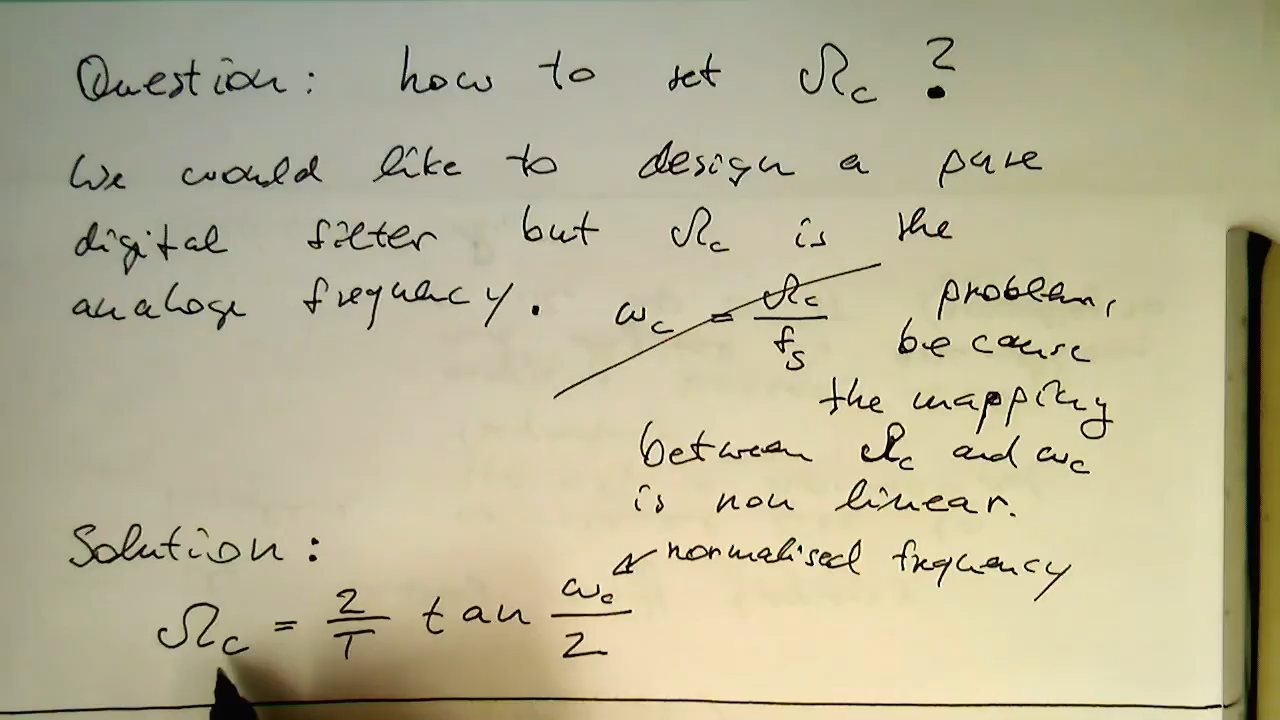 Question: how to set Ωc ?
We would like to design a pure
digital filter but Ωc is the
analoge frequency. ωc = Ωc / fs problem,
because
the mapping
between Ωc and ωc
is non linear.
Solution:
normalised frequency
Ωc = 2/T tan ωc/2